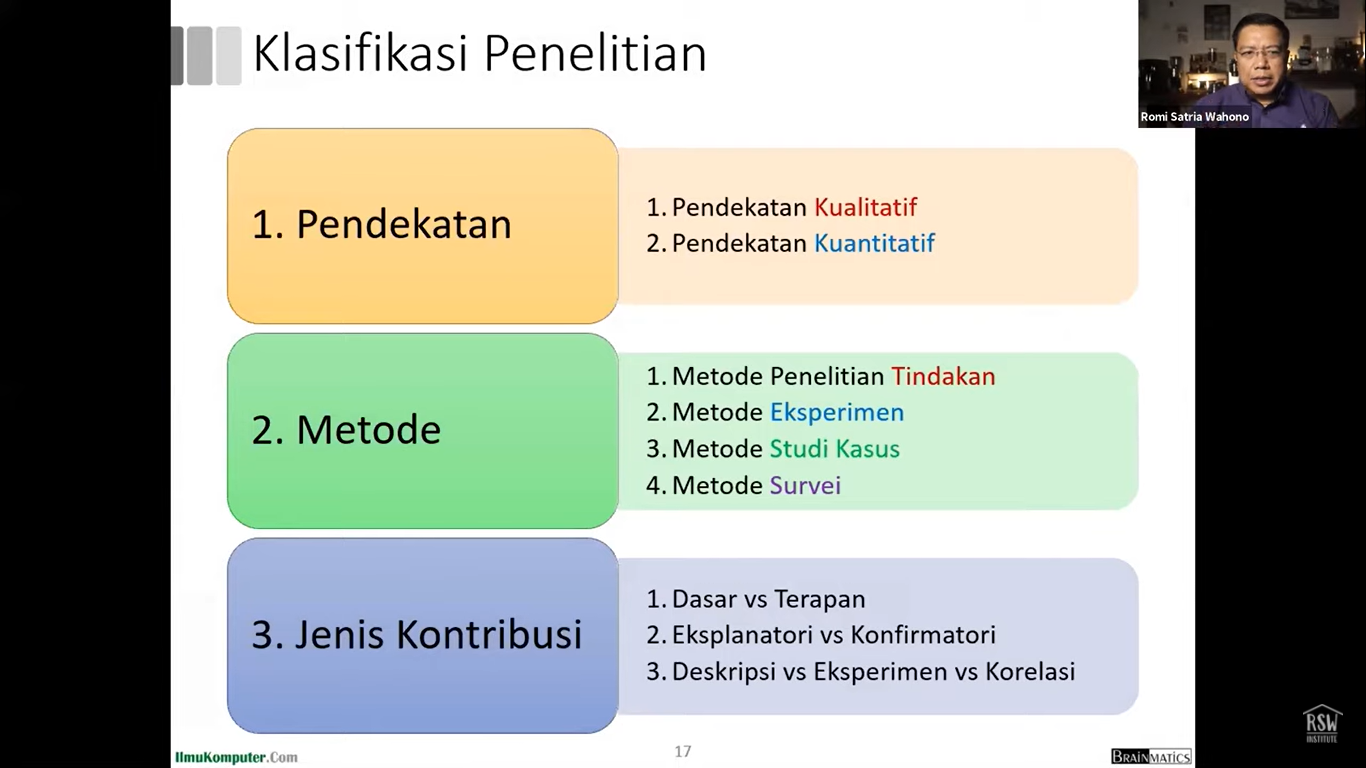 Klasifikasi Penelitian
Romi Satria Wahono
1. Pendekatan
1. Pendekatan Kualitatif
2. Pendekatan Kuantitatif
2. Metode
1. Metode Penelitian Tindakan
2. Metode Eksperimen
3. Metode Studi Kasus
4. Metode Survei
3. Jenis Kontribusi
1. Dasar vs Terapan
2. Eksplanatori vs Konfirmatori
3. Deskripsi vs Eksperimen vs Korelasi
IlmuKomputer.Com
17
BRAINMATICS
RSW
INSTITUTE